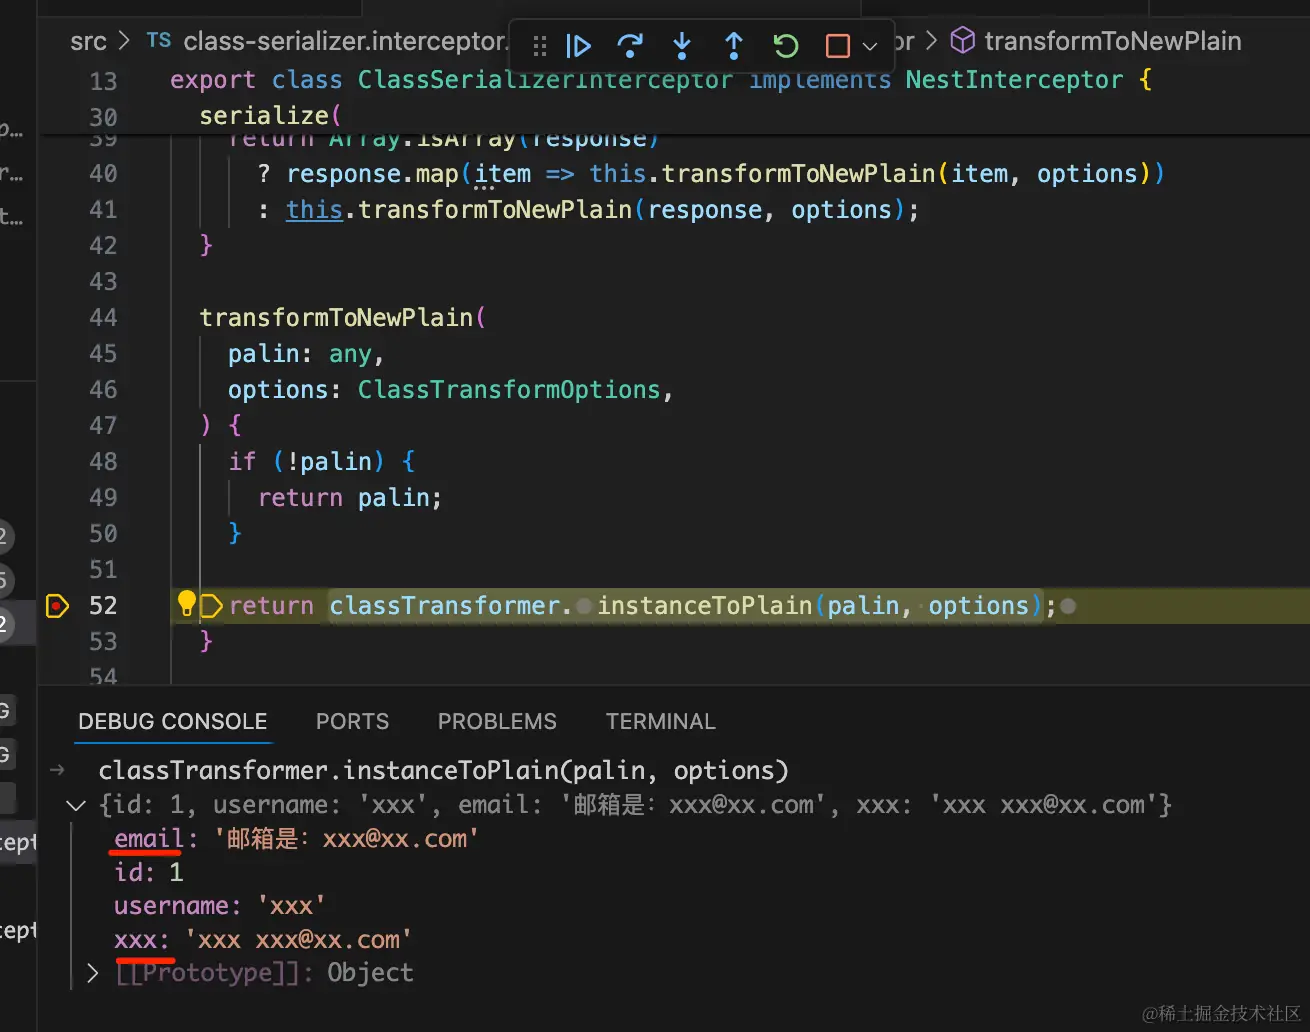 src > TS class-serializer.interceptor. or > transformToNewPlain
13 export class ClassSerializerInterceptor implements NestInterceptor {
30 serialize(
39 return Array.isArray(response)
40 ? response.map(item => this.transformToNewPlain(item, options))
41 : this.transformToNewPlain(response, options);
42 }
43
44 transformToNewPlain(
45 palin: any,
46 options: ClassTransformOptions,
47 ) {
48 if (!palin) {
49 return palin;
50 }
51
52 return classTransformer.instanceToPlain(palin, options);
53 }
54
DEBUG CONSOLE PORTS PROBLEMS TERMINAL
classTransformer.instanceToPlain(palin, options)
{id: 1, username: 'xxx', email: '邮箱是：xxx@xx.com', xxx: 'xxx xxx@xx.com'}
email: '邮箱是：xxx@xx.com'
id: 1
username: 'xxx'
xxx: 'xxx xxx@xx.com'
[[Prototype]]: Object
@稀土掘金技术社区